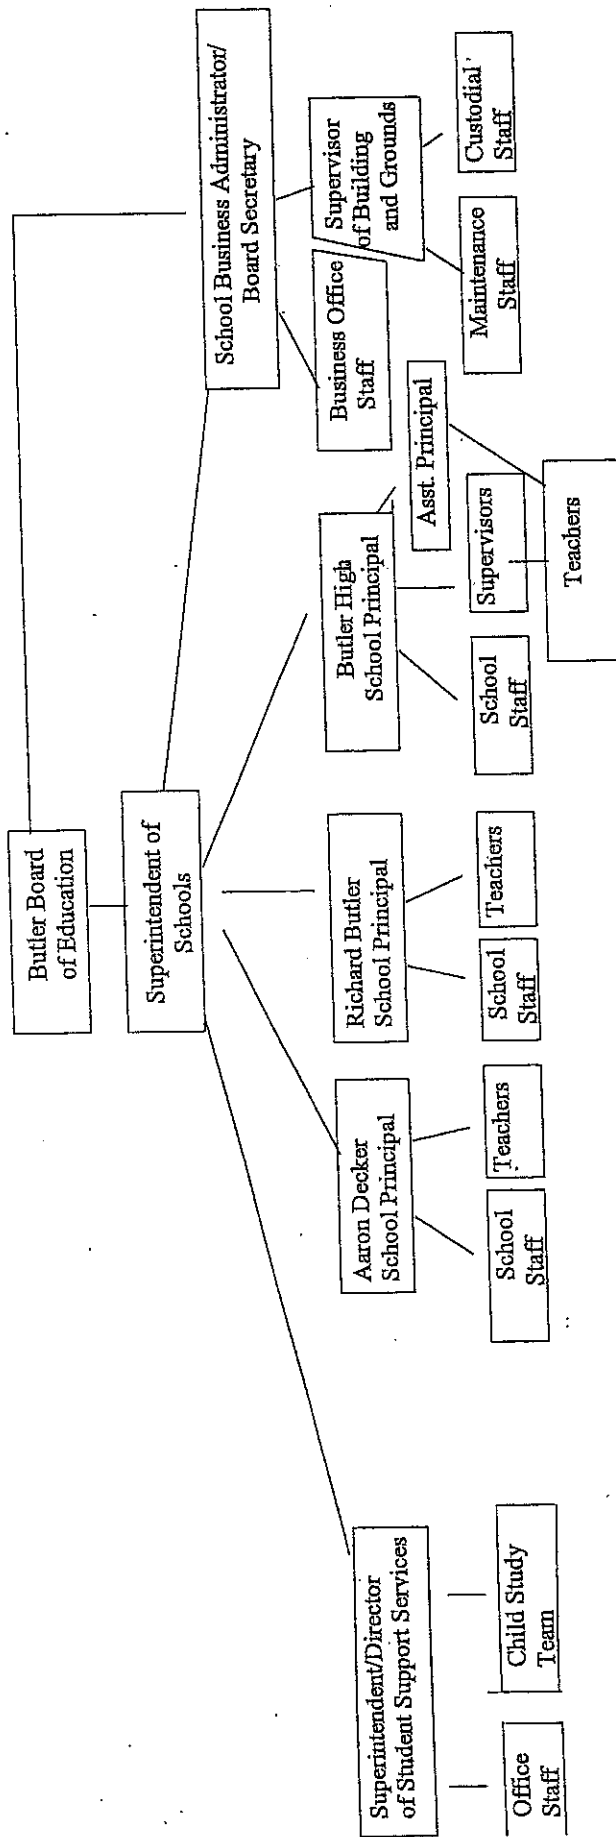 Butler Board
of Education
Superintendent of
Schools
School Business Administrator/
Board Secretary
Superintendent/Director
of Student Support Services
Aaron Decker
School Principal
Richard Butler
School Principal
Butler High
School Principal
Asst. Principal
Business Office
Staff
Supervisor
of Building
and Grounds
Office
Staff
Child Study
Team
School
Staff
Teachers
School
Staff
Teachers
School
Staff
Supervisors
Teachers
Maintenance
Staff
Custodial
Staff